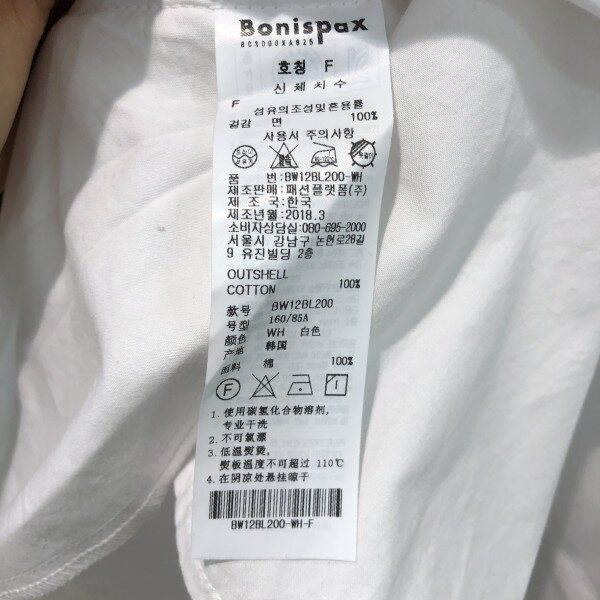 Bonispax
BC3D00XA825
호칭 F
신체치수
F 섬유의조성및혼용률
겉감 면 100%
사용시 주의사항
품 번:BW12BL200-WH
제조판매:패션플랫폼(주)
제 조 국:한국
제조년월:2018.3
소비자상담실:080-695-2000
서울시 강남구 논현로28길
9 유진빌딩 2층
OUTSHELL
COTTON 100%
款号 BW12BL200
号型 160/85A
颜色 WH 白色
产地 韩国
面料 棉 100%
F
1. 使用碳氢化合物溶剂,
专业干洗
2. 不可氯漂
3. 低温熨烫,
熨板温度不可超过 110℃
4. 在阴凉处悬挂晾干
BW12BL200-WH-F